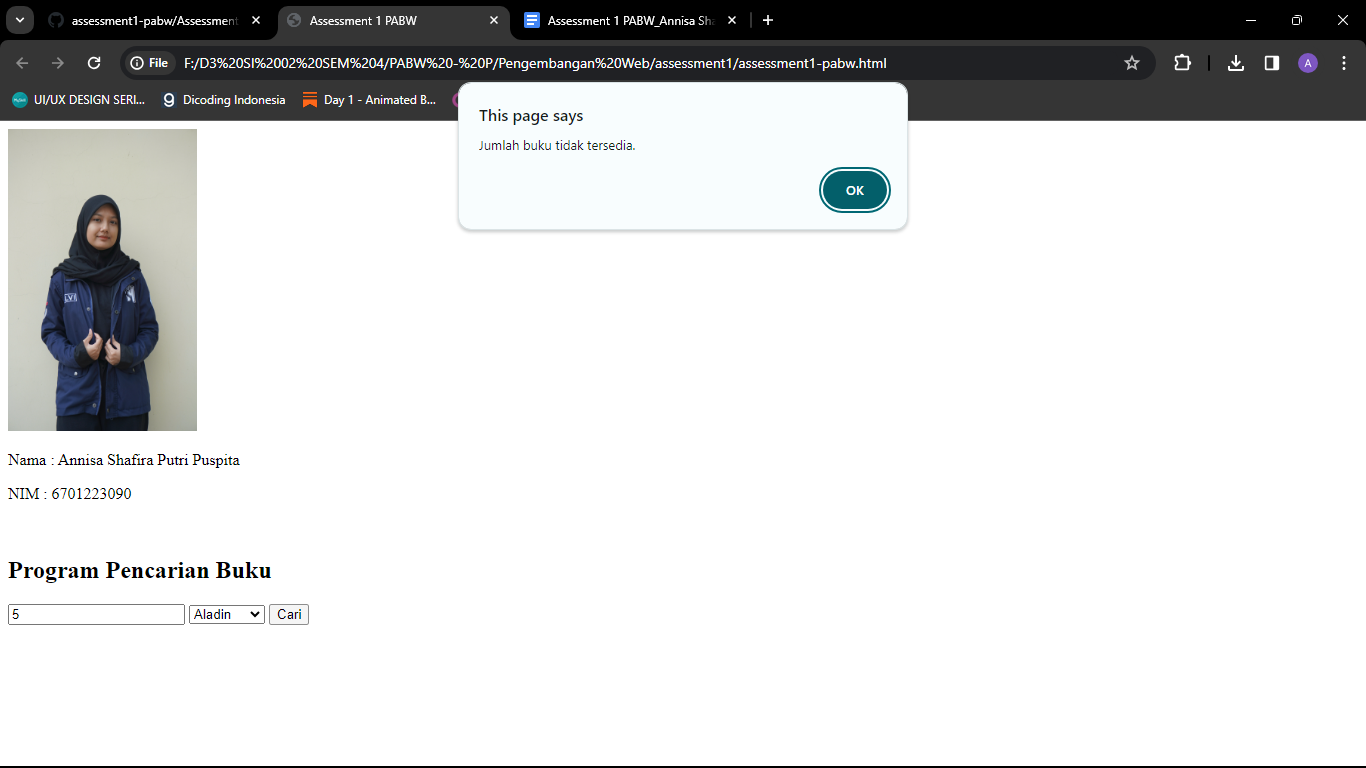 assessment1-pabw/Assessment
Assessment 1 PABW
Assessment 1 PABW_Annisa Sha
File
F:/D3%20SI%2002%20SEM%204/PABW%20-%20P/Pengembangan%20Web/assessment1/assessment1-pabw.html
A
UI/UX DESIGN SERI...
Dicoding Indonesia
Day 1 - Animated B...
This page says
Jumlah buku tidak tersedia.
OK
Nama : Annisa Shafira Putri Puspita
NIM : 6701223090
Program Pencarian Buku
5 Aladin Cari